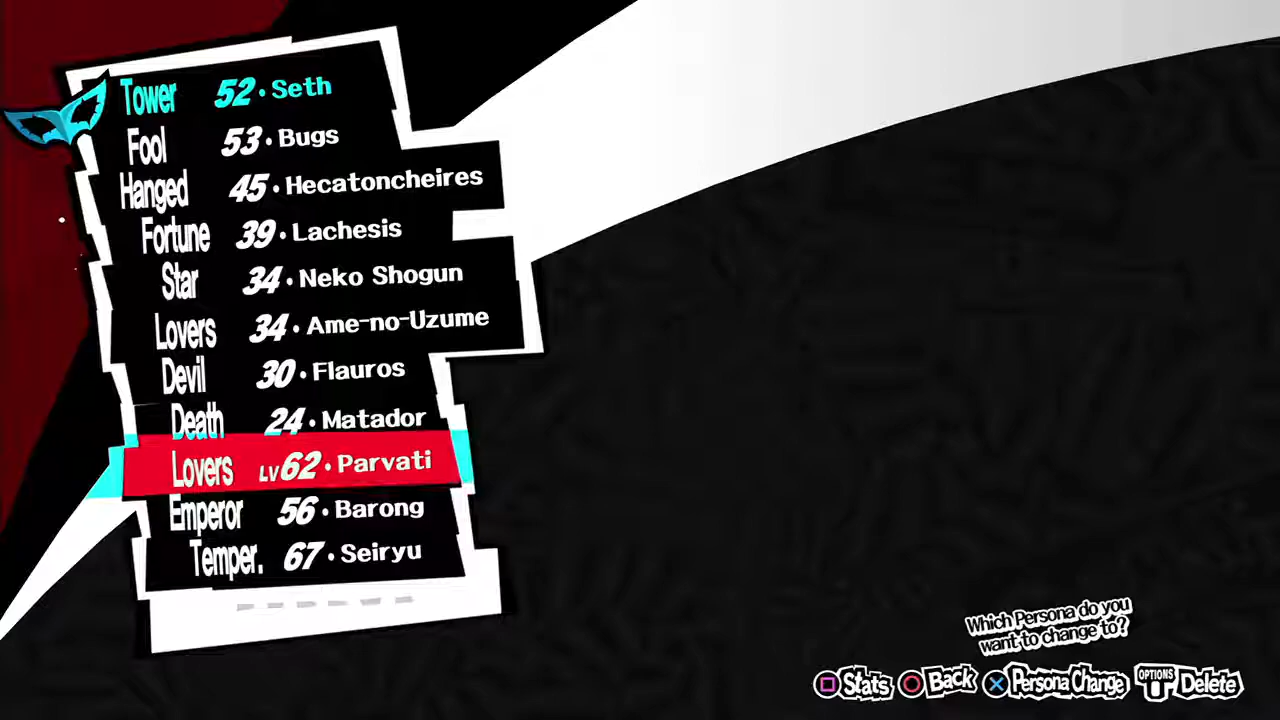 Tower 52・Seth
Fool 53・Bugs
Hanged 45・Hecatoncheires
Fortune 39・Lachesis
Star 34・Neko Shogun
Lovers 34・Ame-no-Uzume
Devil 30・Flauros
Death 24・Matador
Lovers LV62・Parvati
Emperor 56・Barong
Temper. 67・Seiryu
Which Persona do you
want to change to?
Stats Back Persona Change OPTIONS Delete